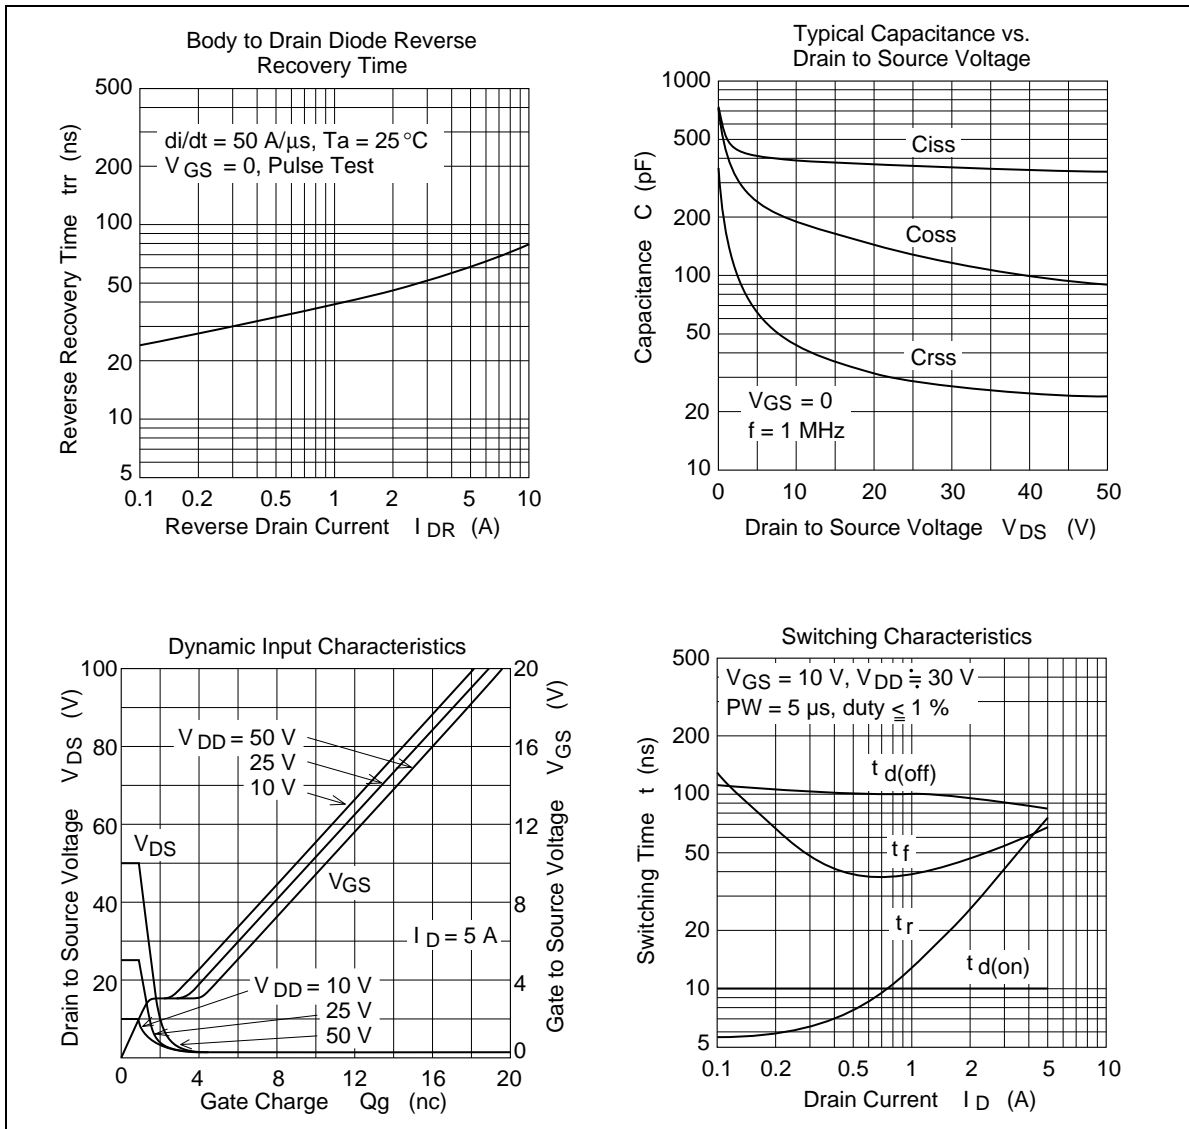 Body to Drain Diode Reverse
Recovery Time
Reverse Recovery Time trr (ns)
500
200
100
50
20
10
5
di/dt = 50 A/μs, Ta = 25 °C
V GS = 0, Pulse Test
0.1 0.2 0.5 1 2 5 10
Reverse Drain Current I DR (A)
Typical Capacitance vs.
Drain to Source Voltage
Capacitance C (pF)
1000
500
200
100
50
20
10
Ciss
Coss
Crss
VGS = 0
f = 1 MHz
0 10 20 30 40 50
Drain to Source Voltage V DS (V)
Dynamic Input Characteristics
Drain to Source Voltage V DS (V)
100
80
60
40
20
0
V DD = 50 V
25 V
10 V
V DS
V GS
I D = 5 A
V DD = 10 V
25 V
50 V
20
16
12
8
4
0
Gate to Source Voltage V GS (V)
4 8 12 16 20
Gate Charge Qg (nc)
Switching Characteristics
Switching Time t (ns)
500
200
100
50
20
10
5
V GS = 10 V, V DD ≒ 30 V
PW = 5 μs, duty ≦ 1 %
t d(off)
t f
t r
t d(on)
0.1 0.2 0.5 1 2 5 10
Drain Current I D (A)